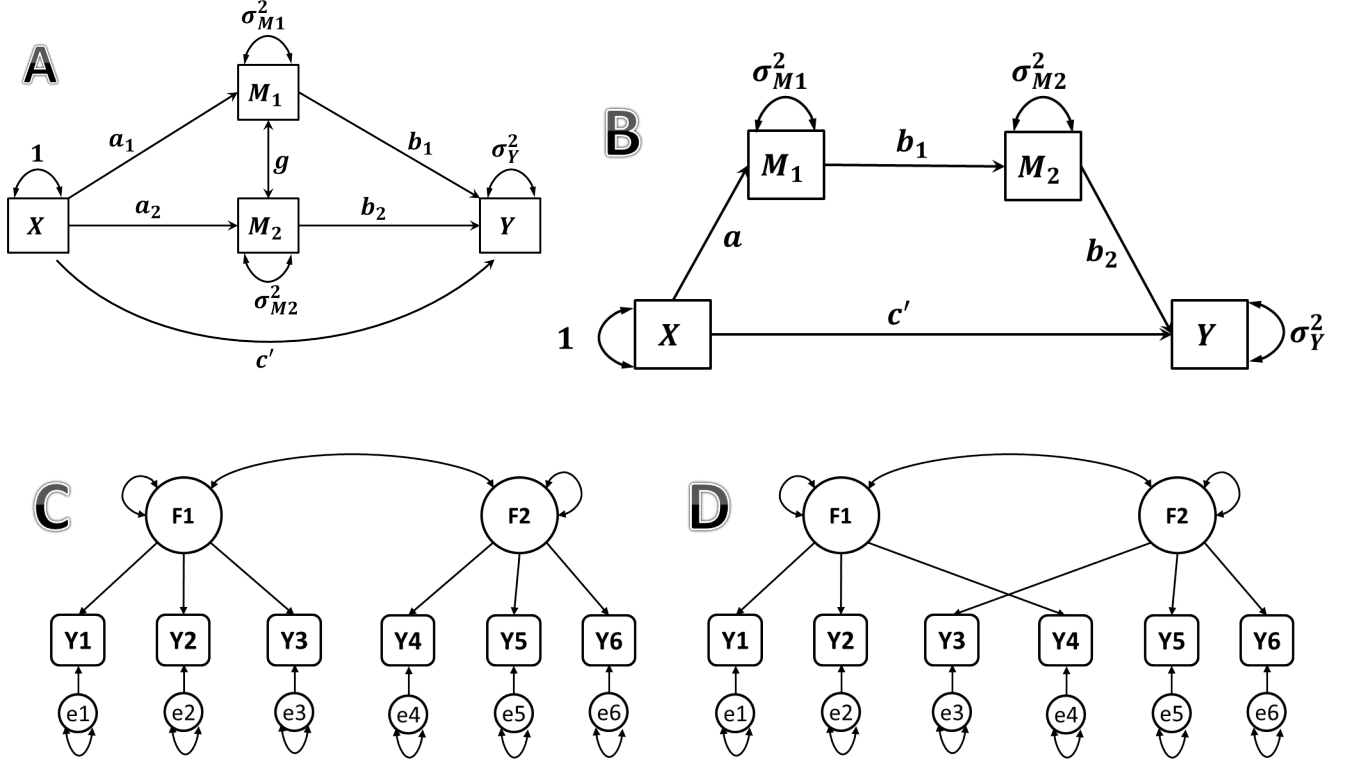 A
σ²M1
M₁
a₁
b₁
1
g
σ²Y
X
a₂
M₂
b₂
Y
σ²M2
c′
B
σ²M1
σ²M2
M₁
b₁
M₂
a
b₂
1
X
c′
Y
σ²Y
C
F1
F2
Y1 Y2 Y3 Y4 Y5 Y6
e1 e2 e3 e4 e5 e6
D
F1
F2
Y1 Y2 Y3 Y4 Y5 Y6
e1 e2 e3 e4 e5 e6